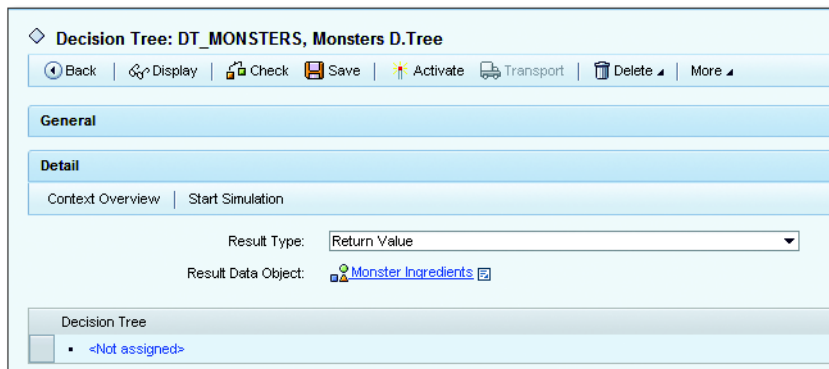 Decision Tree: DT_MONSTERS, Monsters D.Tree
Back Display Check Save Activate Transport Delete More
General
Detail
Context Overview Start Simulation
Result Type: Return Value
Result Data Object: Monster Ingredients
Decision Tree
<Not assigned>